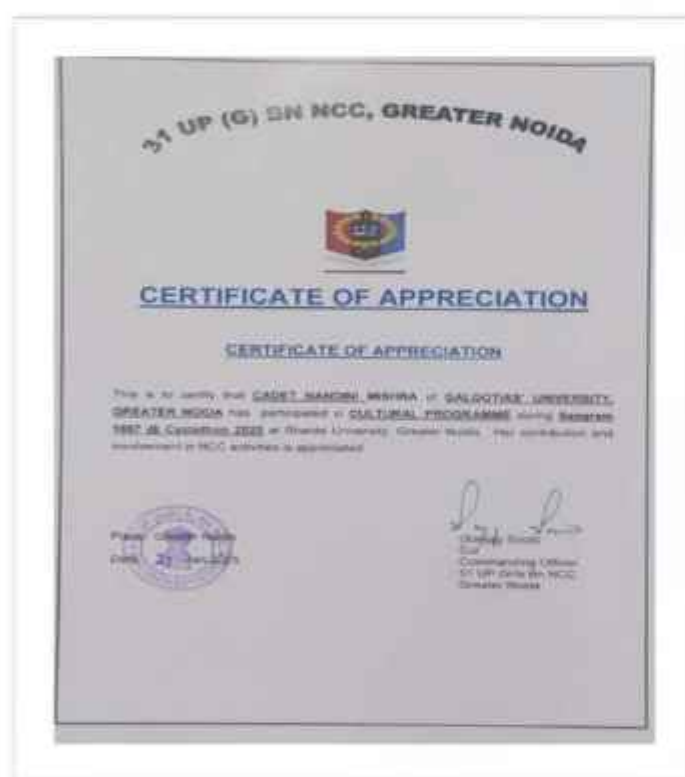 31 UP (G) BN NCC, GREATER NOIDA
CERTIFICATE OF APPRECIATION
CERTIFICATE OF APPRECIATION
This is to certify that CADET NANDINI MISHRA of GALGOTIAS' UNIVERSITY,
GREATER NOIDA has participated in CULTURAL PROGRAMME during
at Sharda University, Greater Noida. Her contribution and
involvement in NCC activities is appreciated
Place: Greater Noida
Date:
Col
Commanding Officer
31 UP Girls Bn NCC
Greater Noida